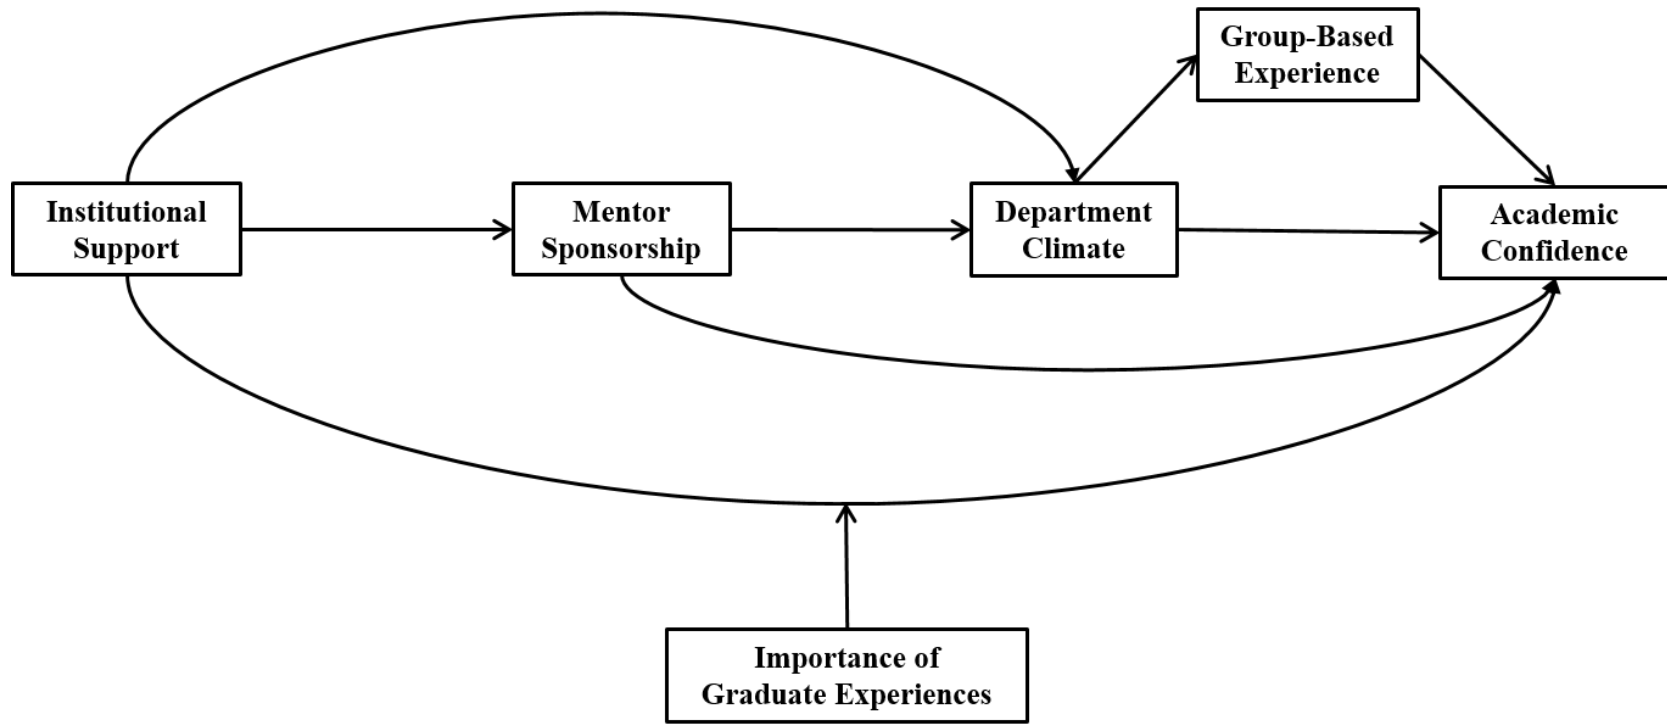 Group-Based
Experience
Institutional
Support
Mentor
Sponsorship
Department
Climate
Academic
Confidence
Importance of
Graduate Experiences